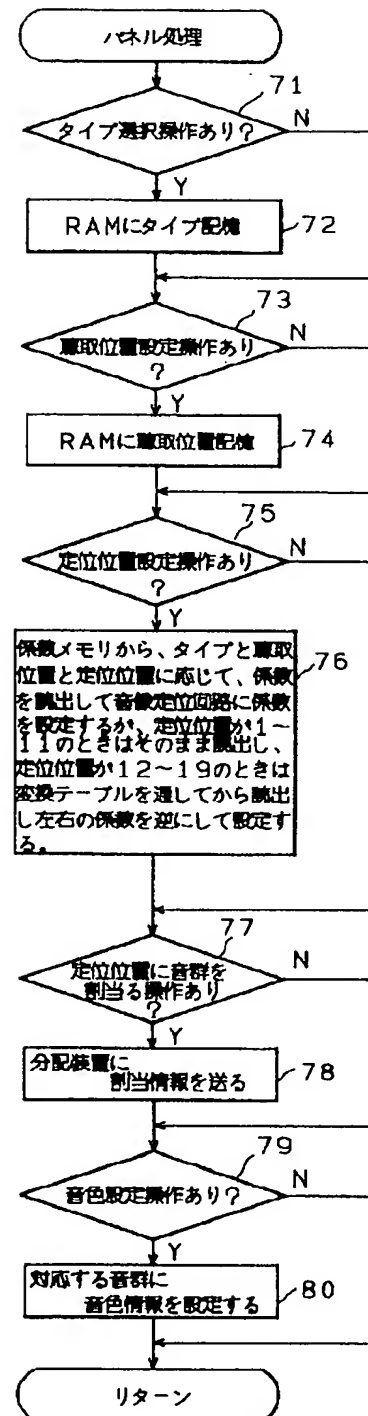 パネル処理
71
タイプ選択操作あり?
N
Y
RAMにタイプ記憶
72
73
聴取位置設定操作あり
?
N
Y
RAMに聴取位置記憶
74
75
定位位置設定操作あり
?
N
Y
係数メモリから、タイプと聴取
位置と定位位置に応じて、係数
を読出して音像定位回路に係数
を設定するが、定位位置が1~
11のときはそのまま読出し、
定位位置が12~19のときは
変換テーブルを通してから読出
し左右の係数を逆にして設定す
る。
76
77
定位位置に音群を
割当る操作あり
?
N
Y
分配装置に
割当情報を送る
78
79
音色設定操作あり?
N
Y
対応する音群に
音色情報を設定する
80
リターン